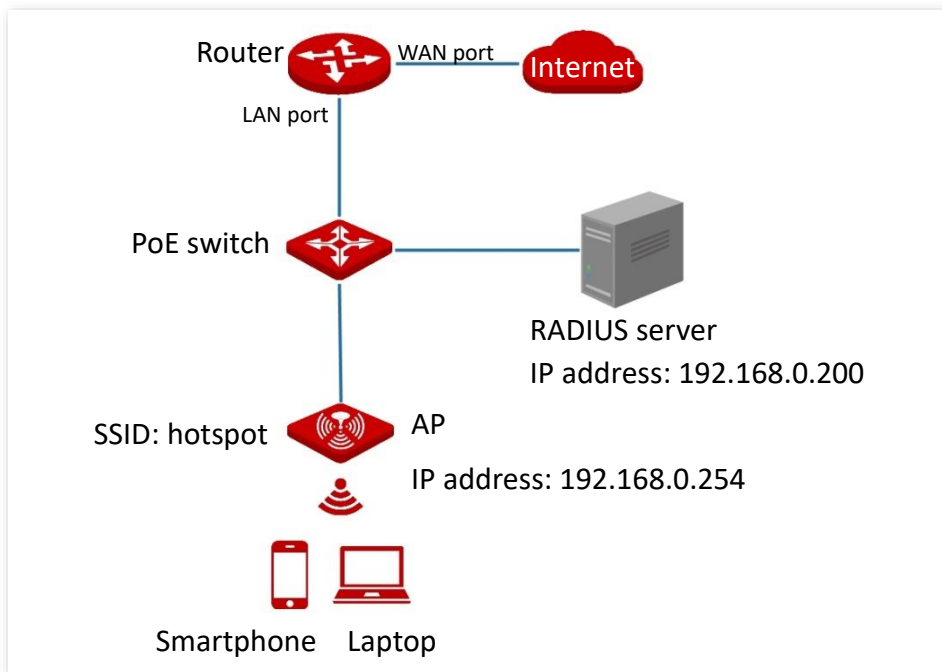 Router
WAN port
Internet
LAN port
PoE switch
RADIUS server
IP address: 192.168.0.200
SSID: hotspot
AP
IP address: 192.168.0.254
Smartphone
Laptop